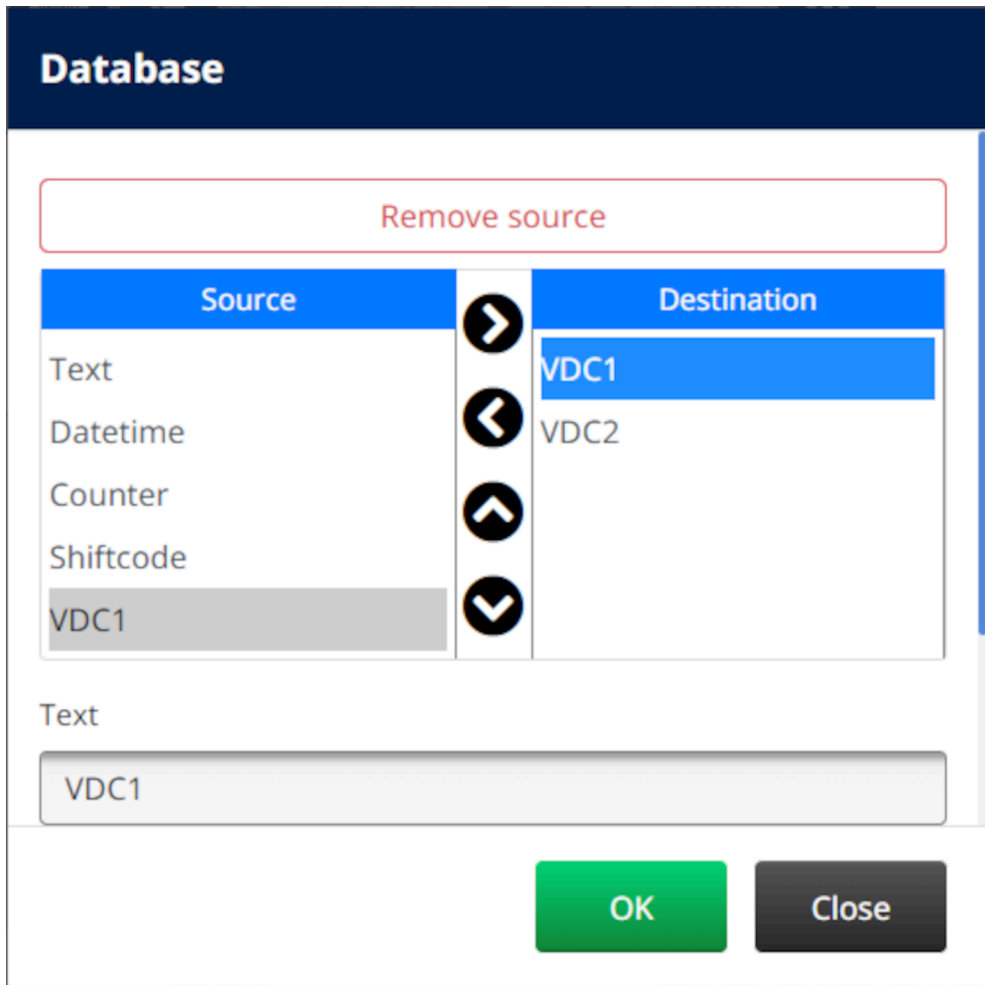 Database
Remove source
Source
Destination
Text
Datetime
Counter
Shiftcode
VDC1
VDC1
VDC2
Text
VDC1
OK
Close